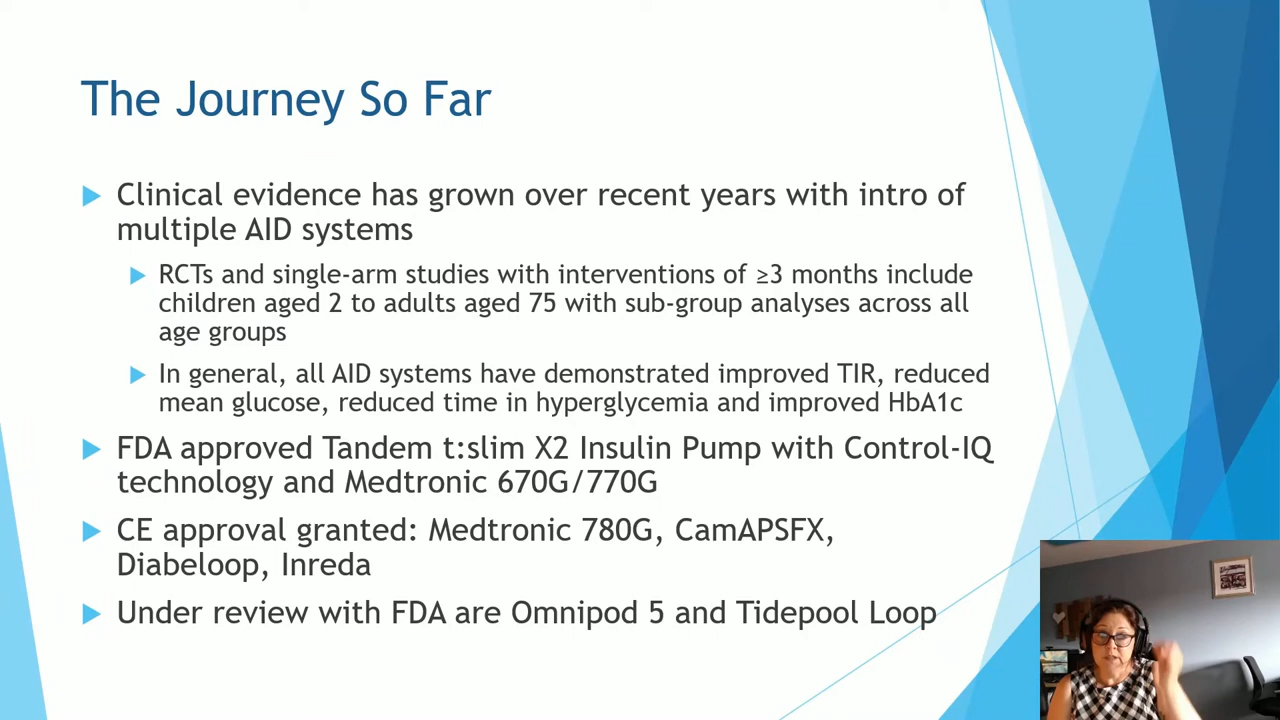 The Journey So Far
Clinical evidence has grown over recent years with intro of
multiple AID systems
RCTs and single-arm studies with interventions of ≥3 months include
children aged 2 to adults aged 75 with sub-group analyses across all
age groups
In general, all AID systems have demonstrated improved TIR, reduced
mean glucose, reduced time in hyperglycemia and improved HbA1c
FDA approved Tandem t:slim X2 Insulin Pump with Control-IQ
technology and Medtronic 670G/770G
CE approval granted: Medtronic 780G, CamAPSFX,
Diabeloop, Inreda
Under review with FDA are Omnipod 5 and Tidepool Loop